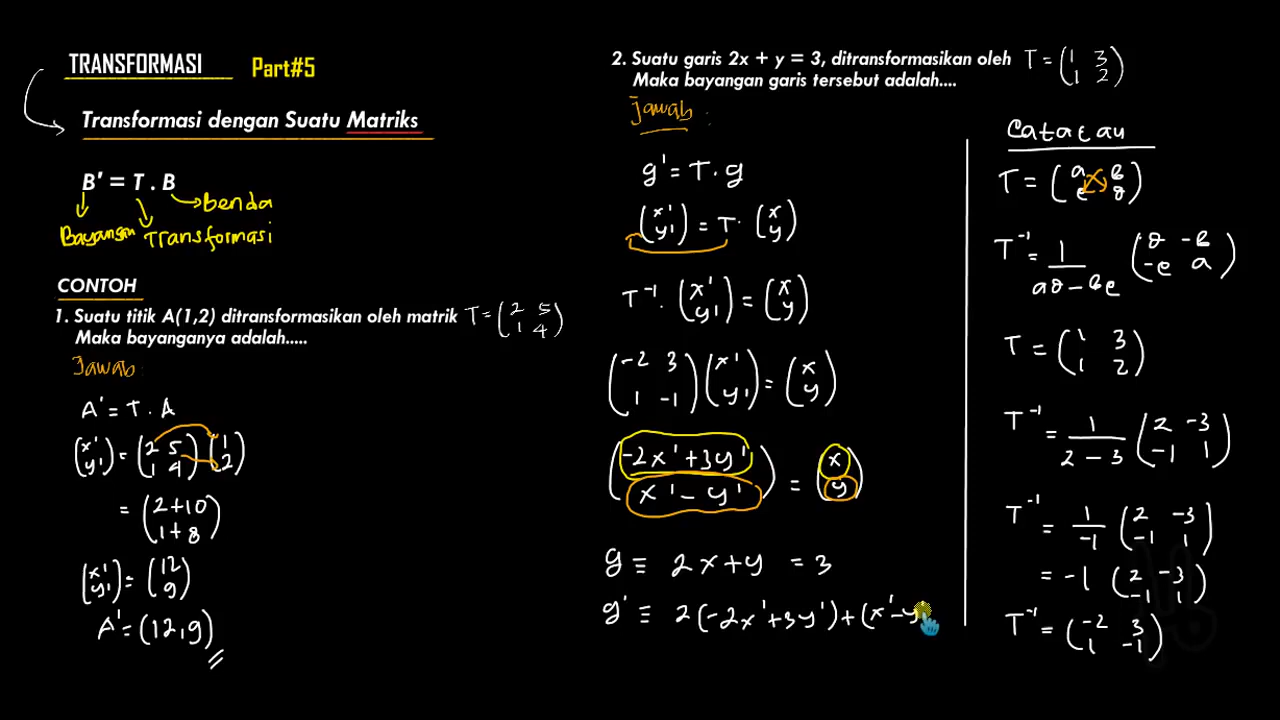 TRANSFORMASI Part#5
Transformasi dengan Suatu Matriks
B' = T . B
benda
Bayangan Transformasi
CONTOH
1. Suatu titik A(1,2) ditransformasikan oleh matrik T = (2 5
1 4)
Maka bayanganya adalah.....
Jawab:
A' = T . A
(x'
y') = (2 5
1 4) (1
2)
= (2+10
1+8)
(x'
y') = (12
9)
A' = (12,9)
2. Suatu garis 2x + y = 3, ditransformasikan oleh T = (1 3
1 2)
Maka bayangan garis tersebut adalah....
Jawab :
g' = T . g
(x'
y') = T . (x
y)
T⁻¹ . (x'
y') = (x
y)
(-2 3
1 -1) (x'
y') = (x
y)
(-2x'+3y'
x'-y') = (x
y)
g ≡ 2x+y = 3
g' ≡ 2(-2x'+3y')+(x'-y'
Catatan
T = (a b
c d)
T⁻¹ = 1/(ad-bc) (d -b
-c a)
T = (1 3
1 2)
T⁻¹ = 1/(2-3) (2 -3
-1 1)
T⁻¹ = 1/-1 (2 -3
-1 1)
= -1 (2 -3
-1 1)
T⁻¹ = (-2 3
1 -1)